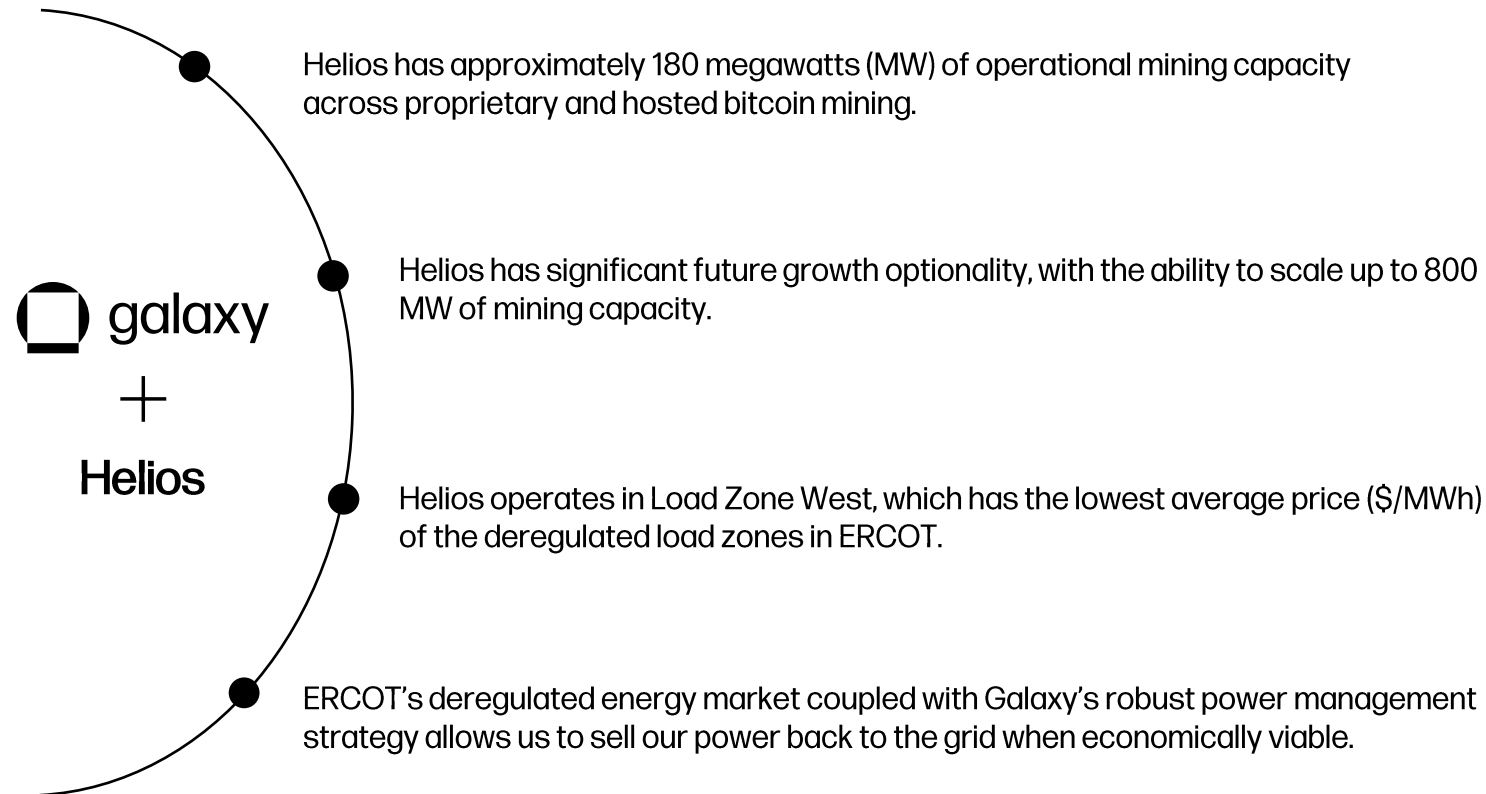 Helios has approximately 180 megawatts (MW) of operational mining capacity
across proprietary and hosted bitcoin mining.
Helios has significant future growth optionality, with the ability to scale up to 800
MW of mining capacity.
galaxy
+
Helios
Helios operates in Load Zone West, which has the lowest average price ($/MWh)
of the deregulated load zones in ERCOT.
ERCOT’s deregulated energy market coupled with Galaxy’s robust power management
strategy allows us to sell our power back to the grid when economically viable.